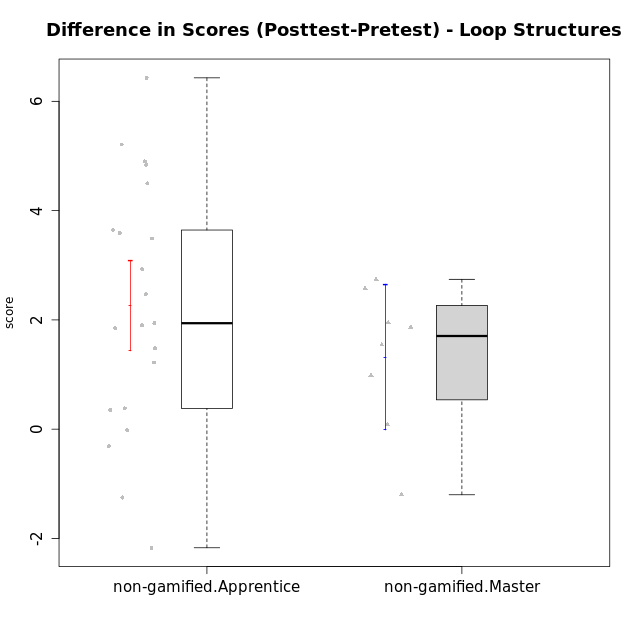 Difference in Scores (Posttest-Pretest) - Loop Structures
score
6
4
2
0
-2
non-gamified.Apprentice
non-gamified.Master